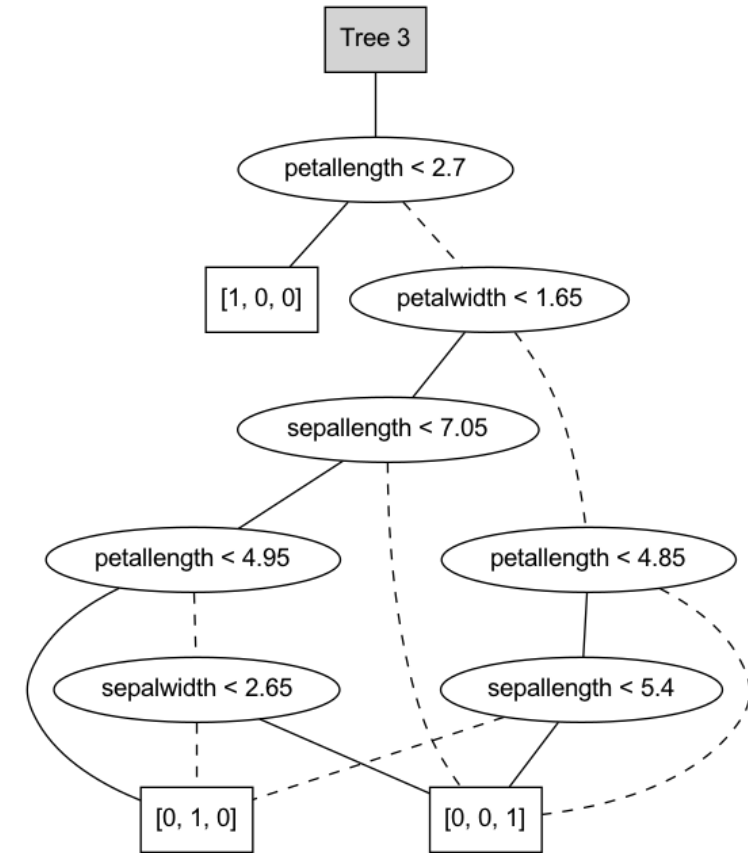 Tree 3
petallength < 2.7
[1, 0, 0]
petalwidth < 1.65
sepallength < 7.05
petallength < 4.95
petallength < 4.85
sepalwidth < 2.65
sepallength < 5.4
[0, 1, 0]
[0, 0, 1]